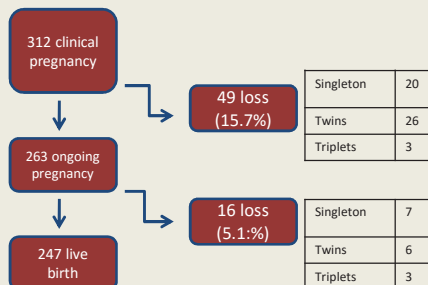 312 clinical
pregnancy
49 loss
(15.7%)
Singleton 20
Twins 26
Triplets 3
263 ongoing
pregnancy
16 loss
(5.1:%)
Singleton 7
Twins 6
Triplets 3
247 live
birth